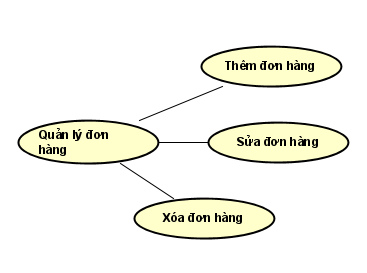 Thêm đơn hàng
Quản lý đơn
hàng
Sửa đơn hàng
Xóa đơn hàng